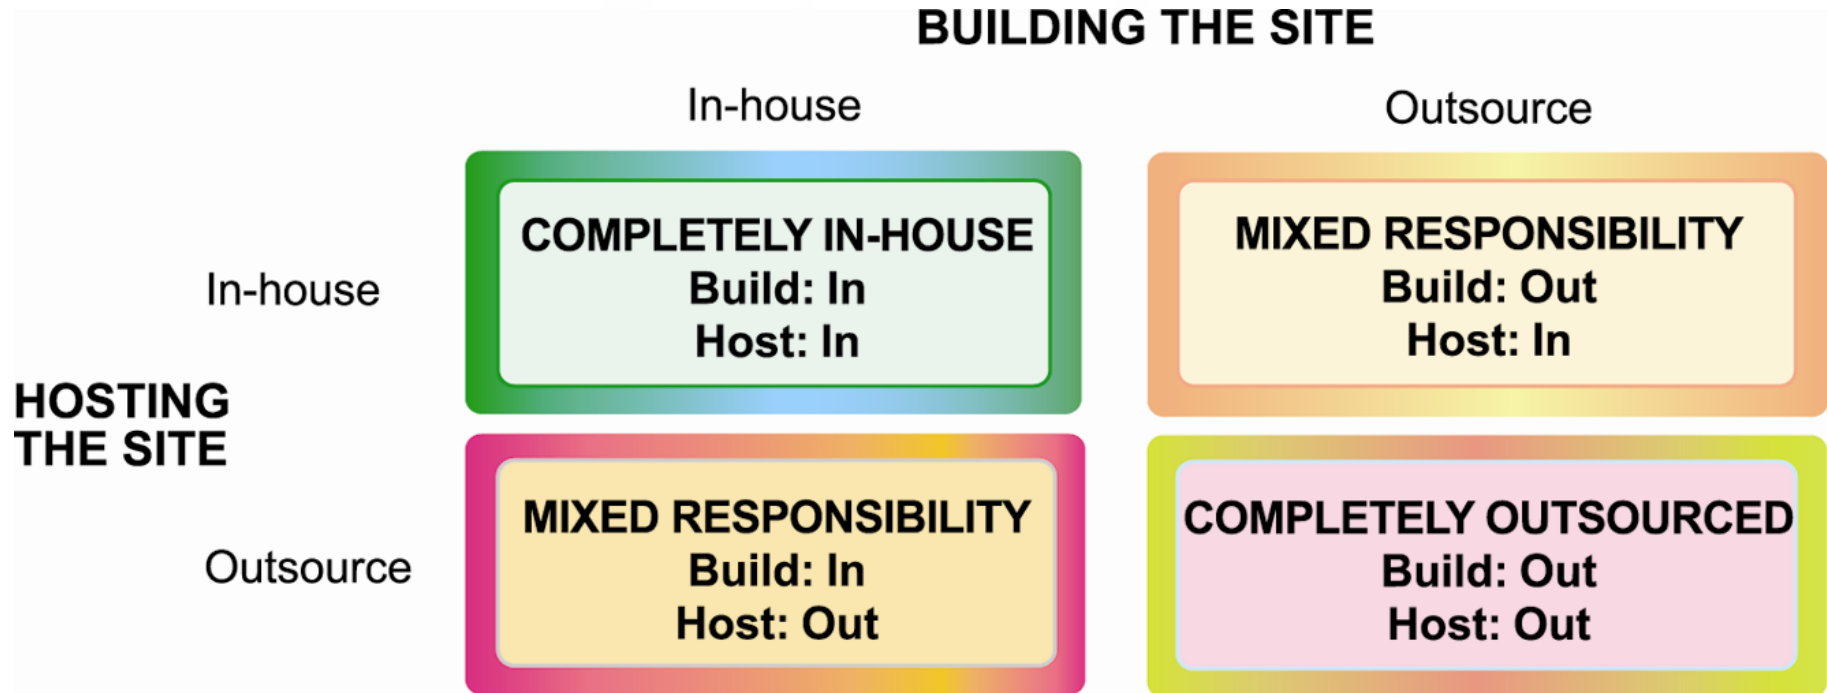 BUILDING THE SITE
In-house
Outsource
In-house
COMPLETELY IN-HOUSE
Build: In
Host: In
MIXED RESPONSIBILITY
Build: Out
Host: In
HOSTING
THE SITE
Outsource
MIXED RESPONSIBILITY
Build: In
Host: Out
COMPLETELY OUTSOURCED
Build: Out
Host: Out